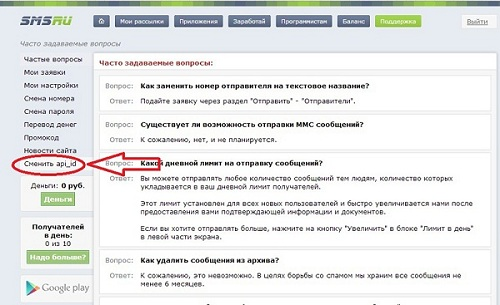 SMSRU
Мои рассылки
Приложения
Заработай
Программистам
Баланс
Поддержка
Выйти
Часто задаваемые вопросы
Частые вопросы
Мои заявки
Мои настройки
Смена номера
Смена пароля
Перевод денег
Промокод
Новости сайта
Сменить api_id
Деньги: 0 руб.
Деньги
Получателей
в день:
0 из 10
Надо больше?
Google play
Часто задаваемые вопросы:
Вопрос: Как заменить номер отправителя на текстовое название?
Ответ: Подайте заявку через раздел "Отправить" - "Отправители".
Вопрос: Существует ли возможность отправки ММС сообщений?
Ответ: К сожалению, нет, и не планируется.
Вопрос: Какой дневной лимит на отправку сообщений?
Ответ: Вы можете отправлять любое количество сообщений тем людям, количество которых
укладывается в ваш дневной лимит получателей.
Этот лимит установлен для всех новых пользователей и быстро увеличивается нами после
предоставления вами подтверждающей информации и документов.
Если вы хотите отправлять больше, нажмите на кнопку "Увеличить" в блоке "Лимит в день"
в левой части экрана.
Вопрос: Как удалить сообщения из архива?
Ответ: К сожалению, это невозможно. В целях борьбы со спамом мы храним все сообщения не
менее 6 месяцев.